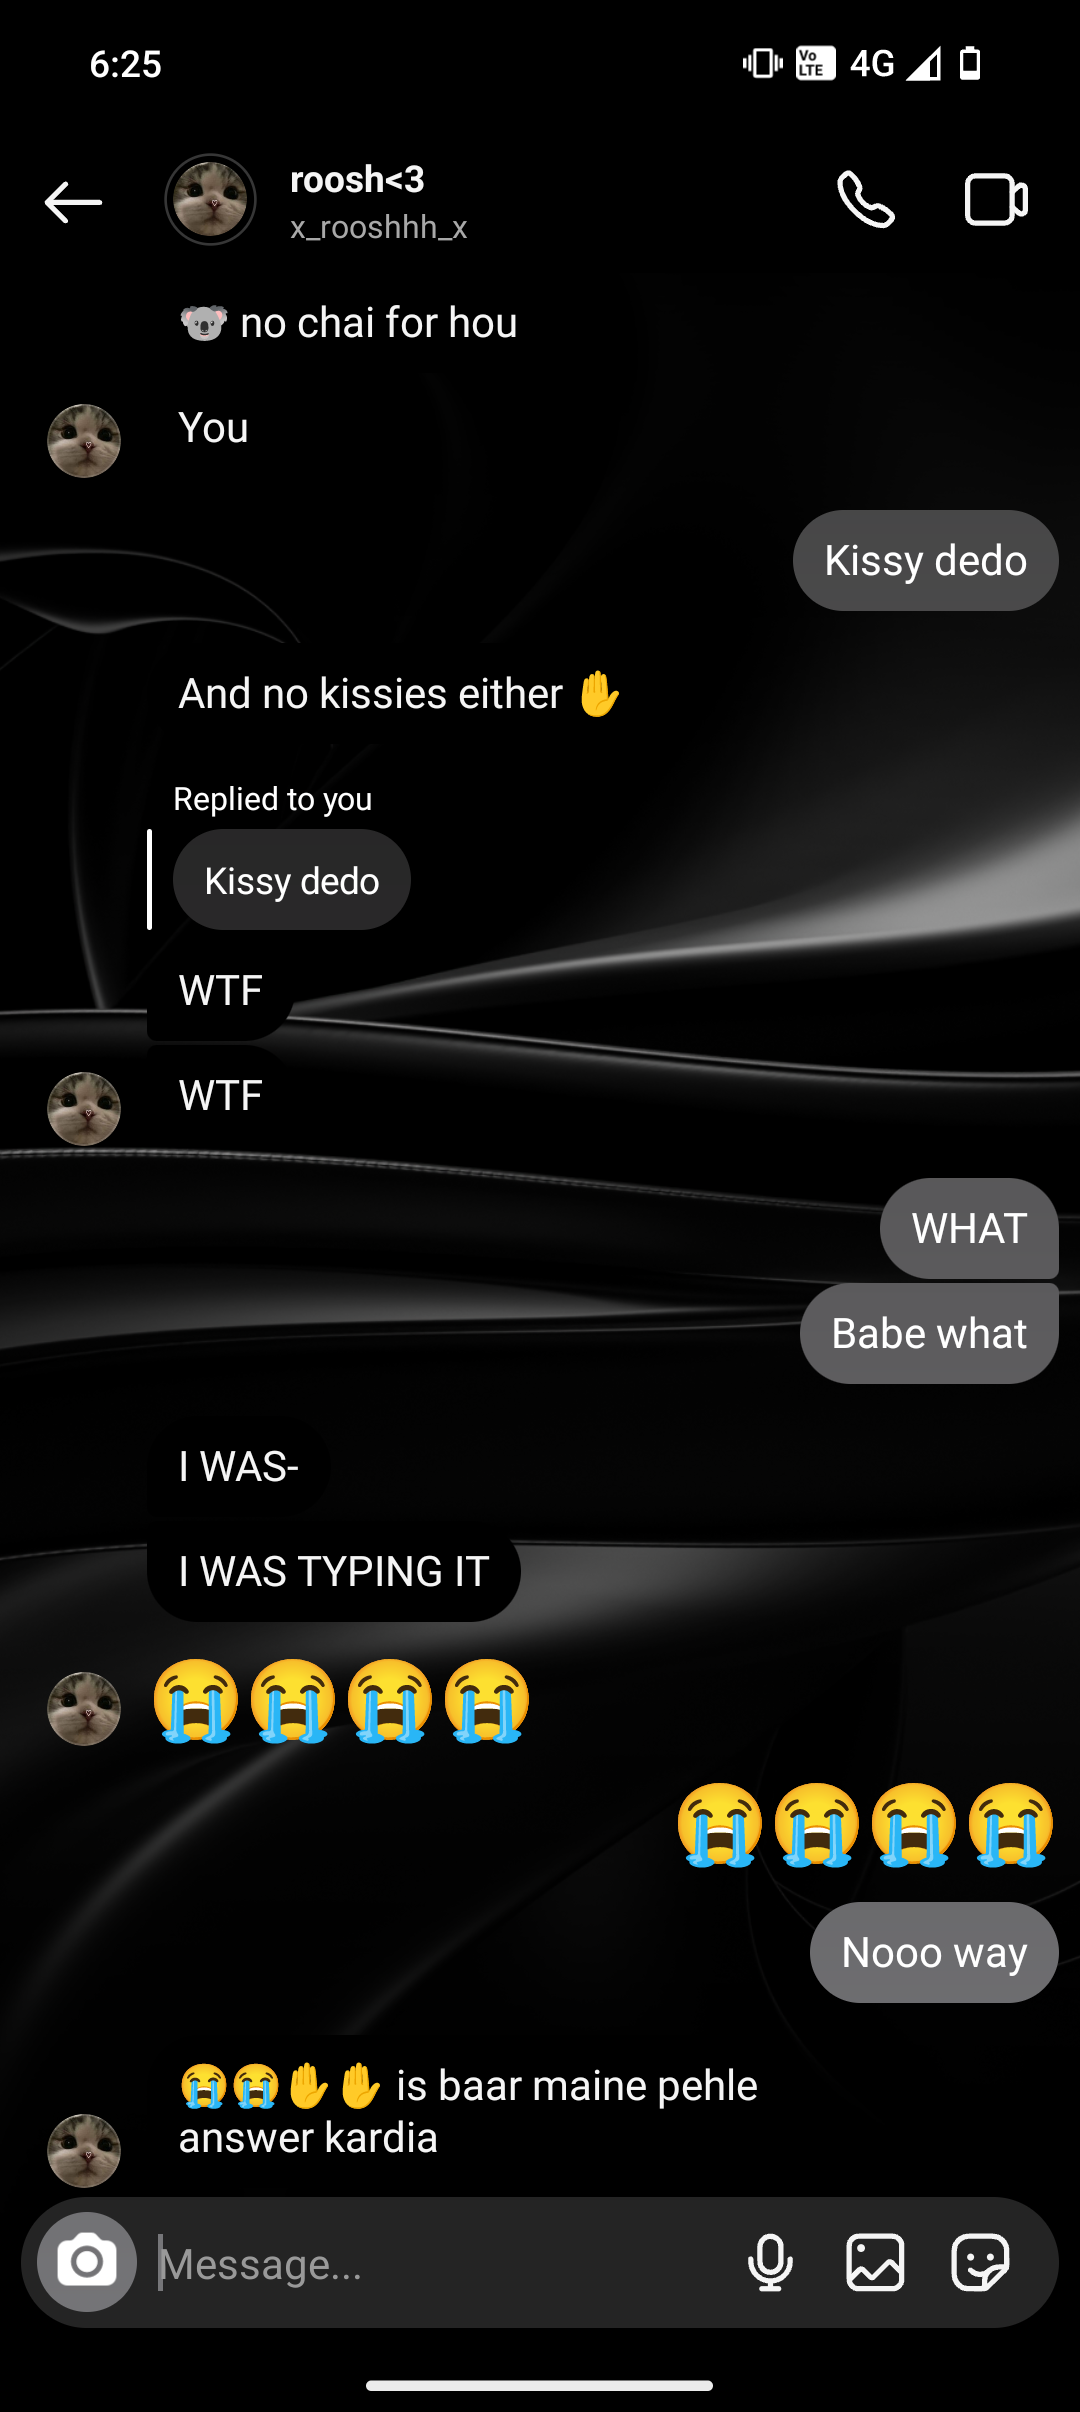 6:25
Vo
LTE
4G
roosh<3
x_rooshhh_x
🐨 no chai for hou
You
Kissy dedo
And no kissies either ✋
Replied to you
Kissy dedo
WTF
WTF
WHAT
Babe what
I WAS-
I WAS TYPING IT
😭😭😭😭
😭😭😭😭
Nooo way
😭😭✋✋ is baar maine pehle
answer kardia
Message...